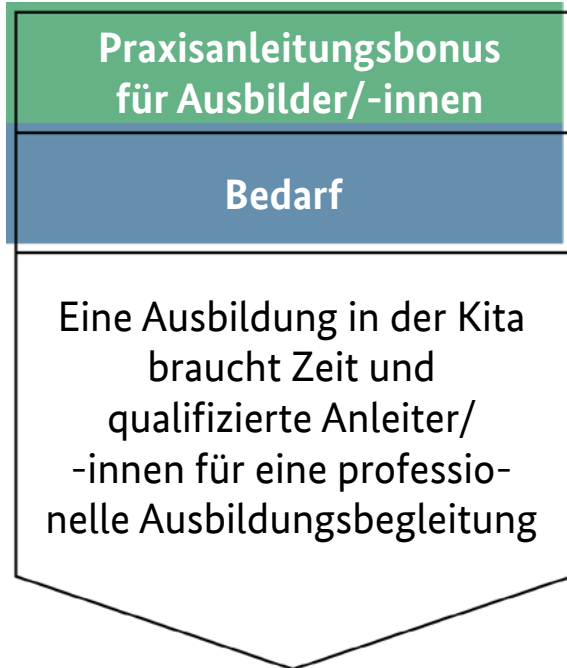 Praxisanleitungsbonus
für Ausbilder/-innen
Bedarf
Eine Ausbildung in der Kita
braucht Zeit und
qualifizierte Anleiter/
-innen für eine professio-
nelle Ausbildungsbegleitung